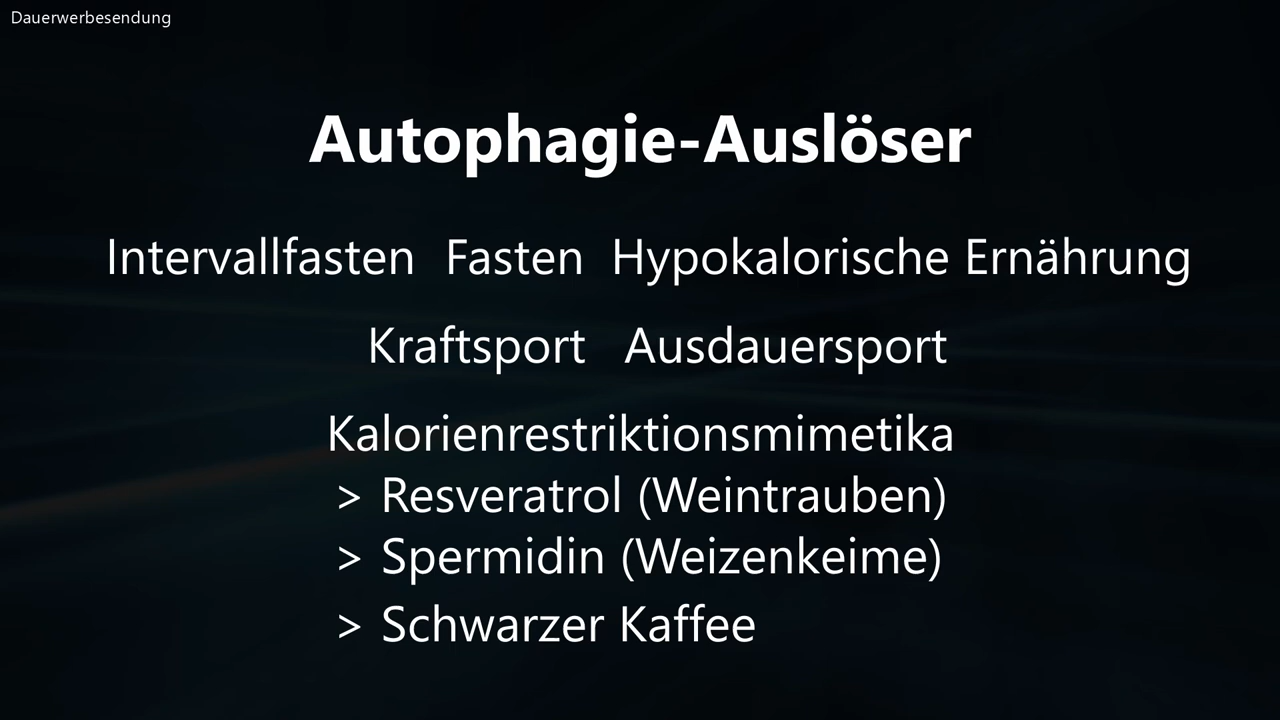 Dauerwerbesendung
Autophagie-Auslöser
Intervallfasten Fasten Hypokalorische Ernährung
Kraftsport Ausdauersport
Kalorienrestriktionsmimetika
> Resveratrol (Weintrauben)
> Spermidin (Weizenkeime)
> Schwarzer Kaffee